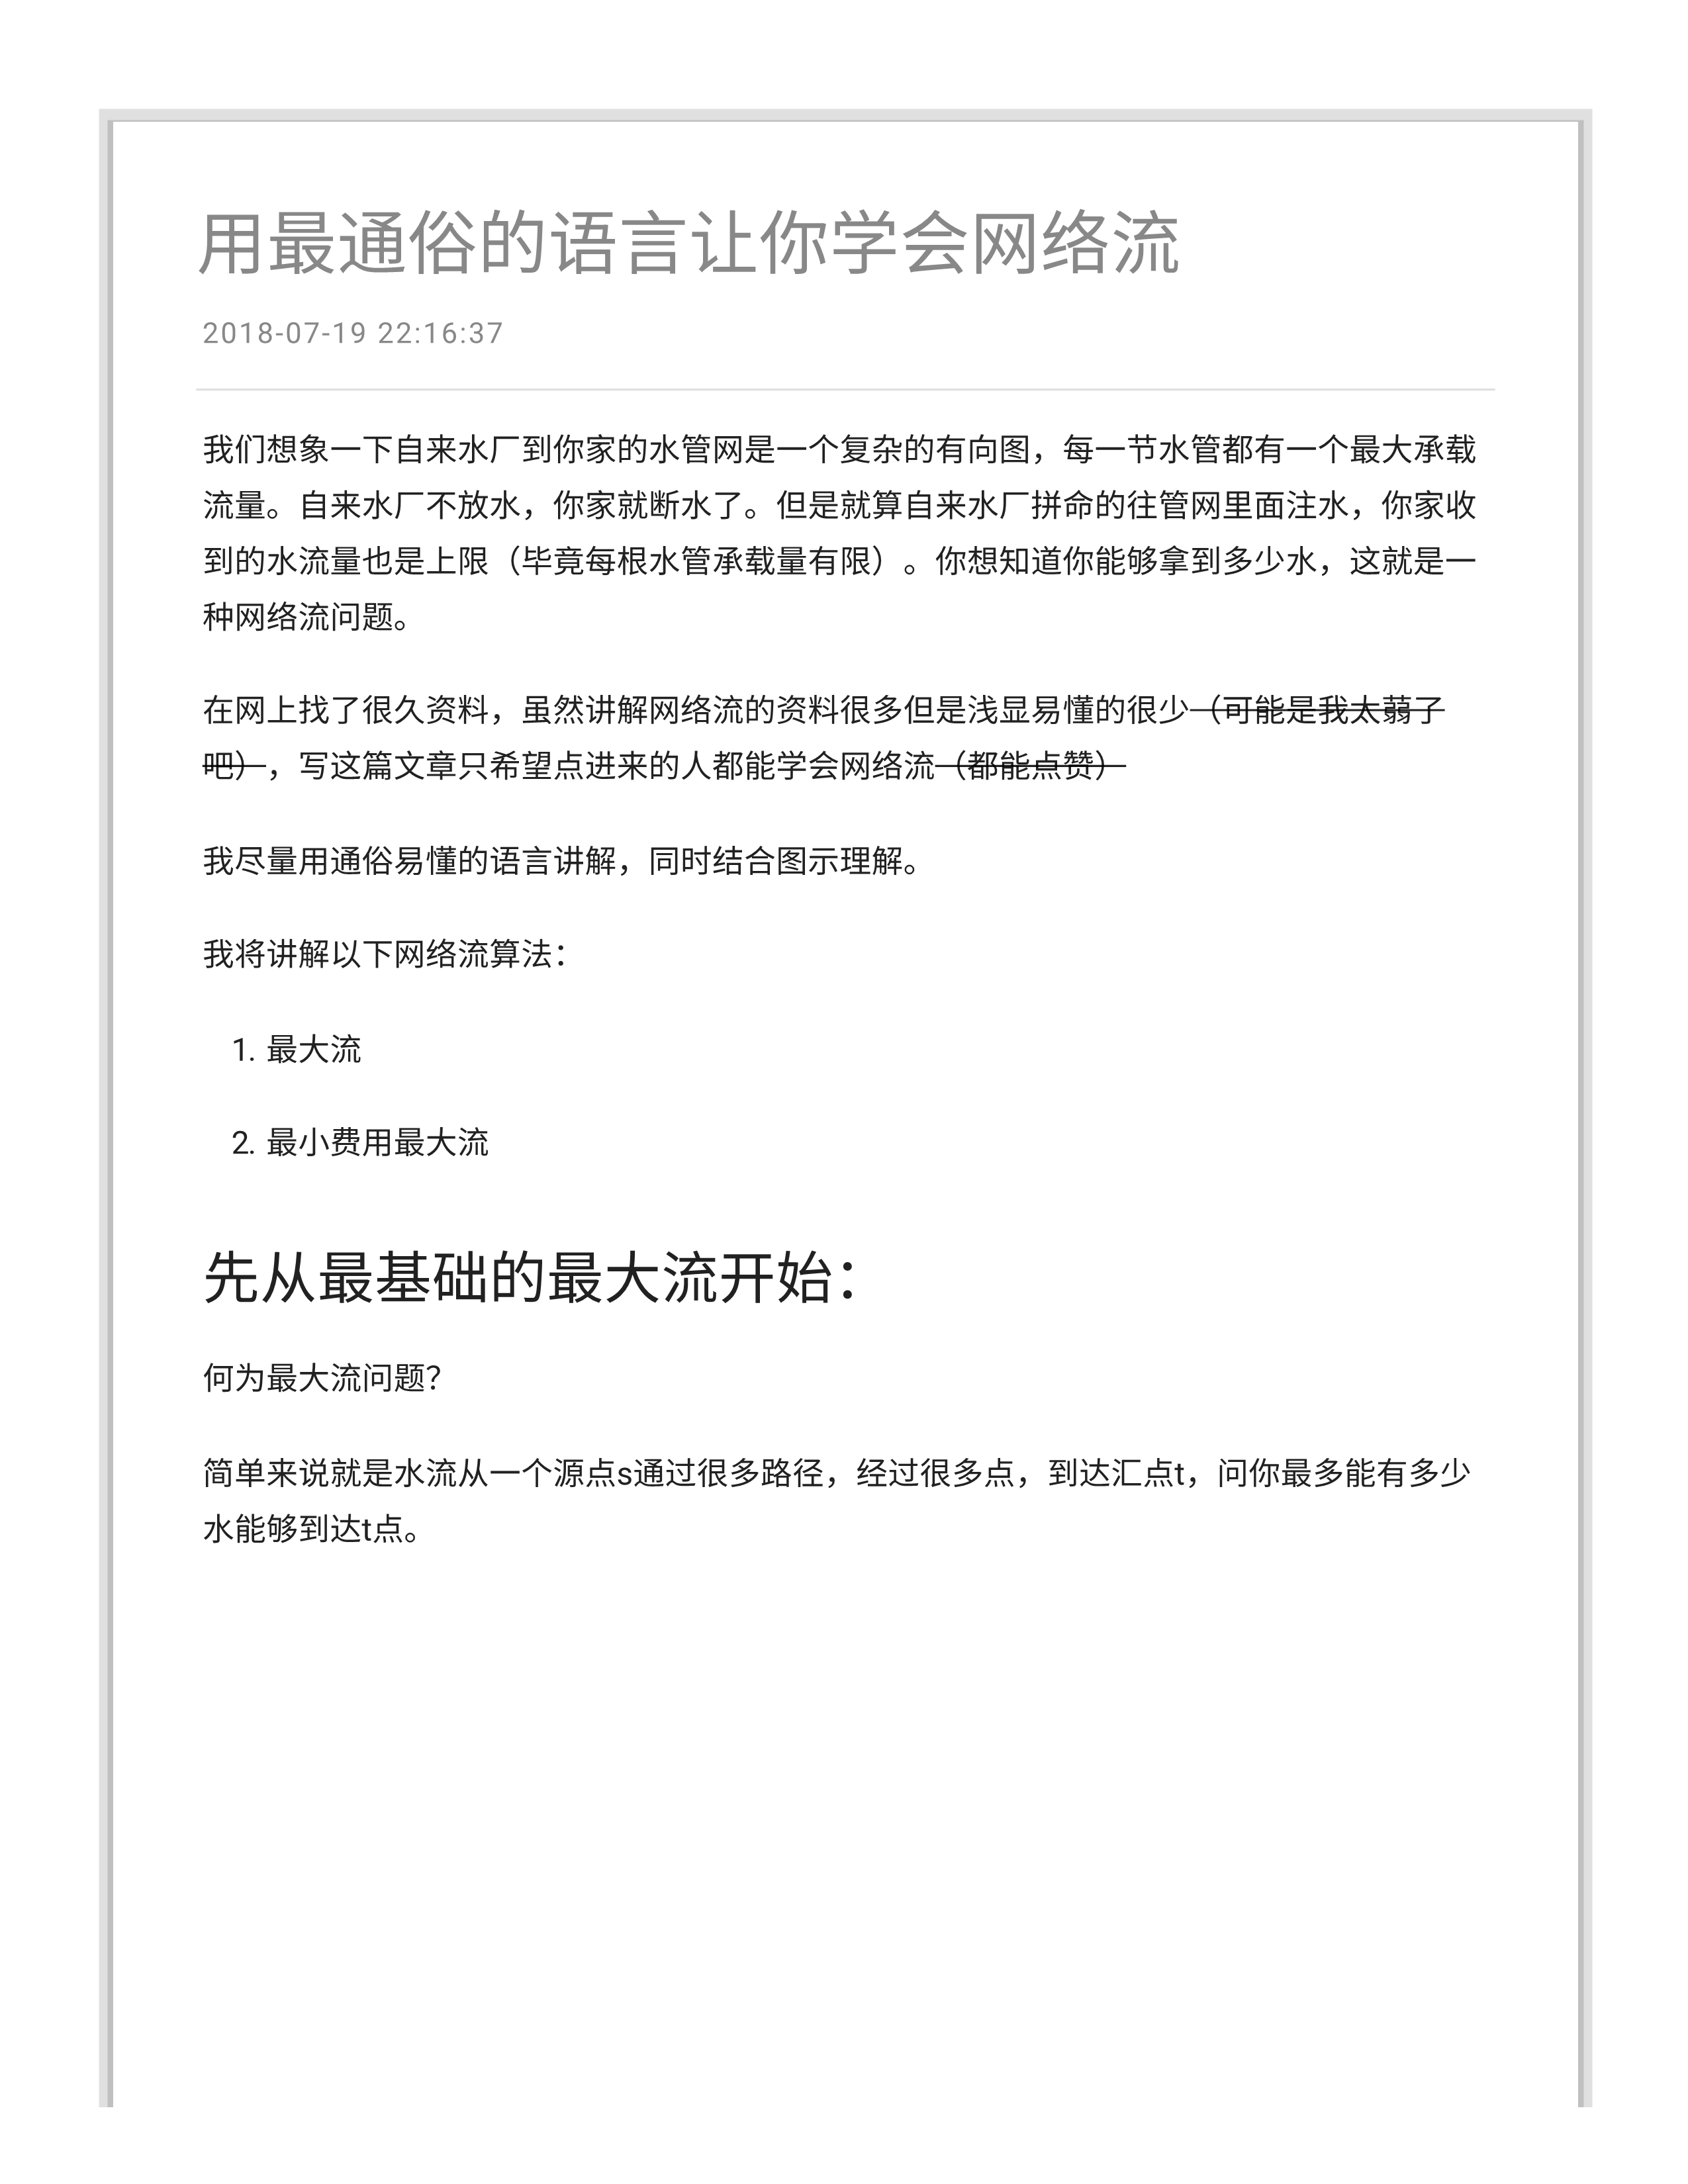 用最通俗的语言让你学会网络流
2018-07-19 22:16:37
我们想象一下自来水厂到你家的水管网是一个复杂的有向图，每一节水管都有一个最大承载
流量。自来水厂不放水，你家就断水了。但是就算自来水厂拼命的往管网里面注水，你家收
到的水流量也是上限（毕竟每根水管承载量有限）。你想知道你能够拿到多少水，这就是一
种网络流问题。
在网上找了很久资料，虽然讲解网络流的资料很多但是浅显易懂的很少（可能是我太蒻了
吧），写这篇文章只希望点进来的人都能学会网络流（都能点赞）
我尽量用通俗易懂的语言讲解，同时结合图示理解。
我将讲解以下网络流算法：
1. 最大流
2. 最小费用最大流
先从最基础的最大流开始：
何为最大流问题？
简单来说就是水流从一个源点s通过很多路径，经过很多点，到达汇点t，问你最多能有多少
水能够到达t点。